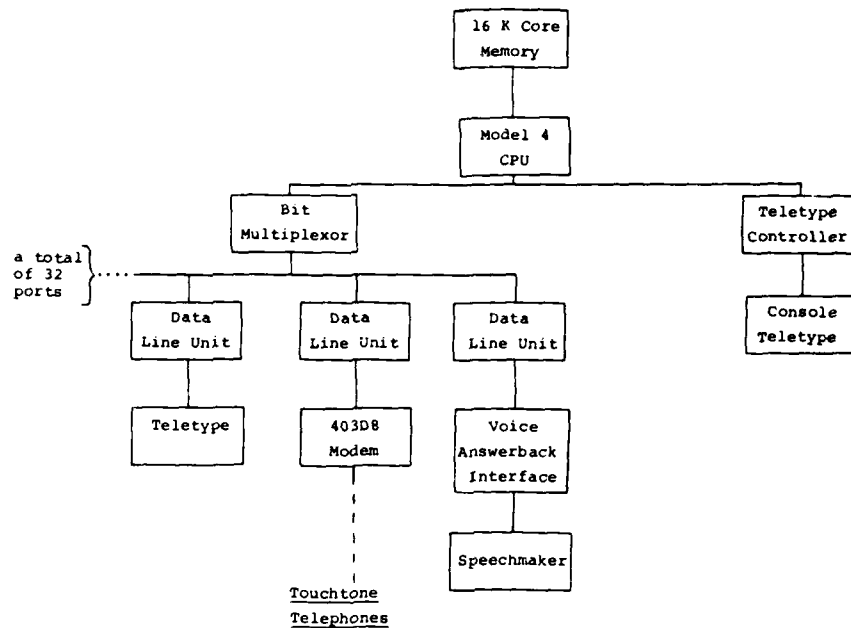 16 K Core
Memory
Model 4
CPU
Bit
Multiplexor
Teletype
Controller
a total
of 32
ports
Data
Line Unit
Data
Line Unit
Data
Line Unit
Console
Teletype
Teletype
403D8
Modem
Voice
Answerback
Interface
Speechmaker
Touchtone
Telephones